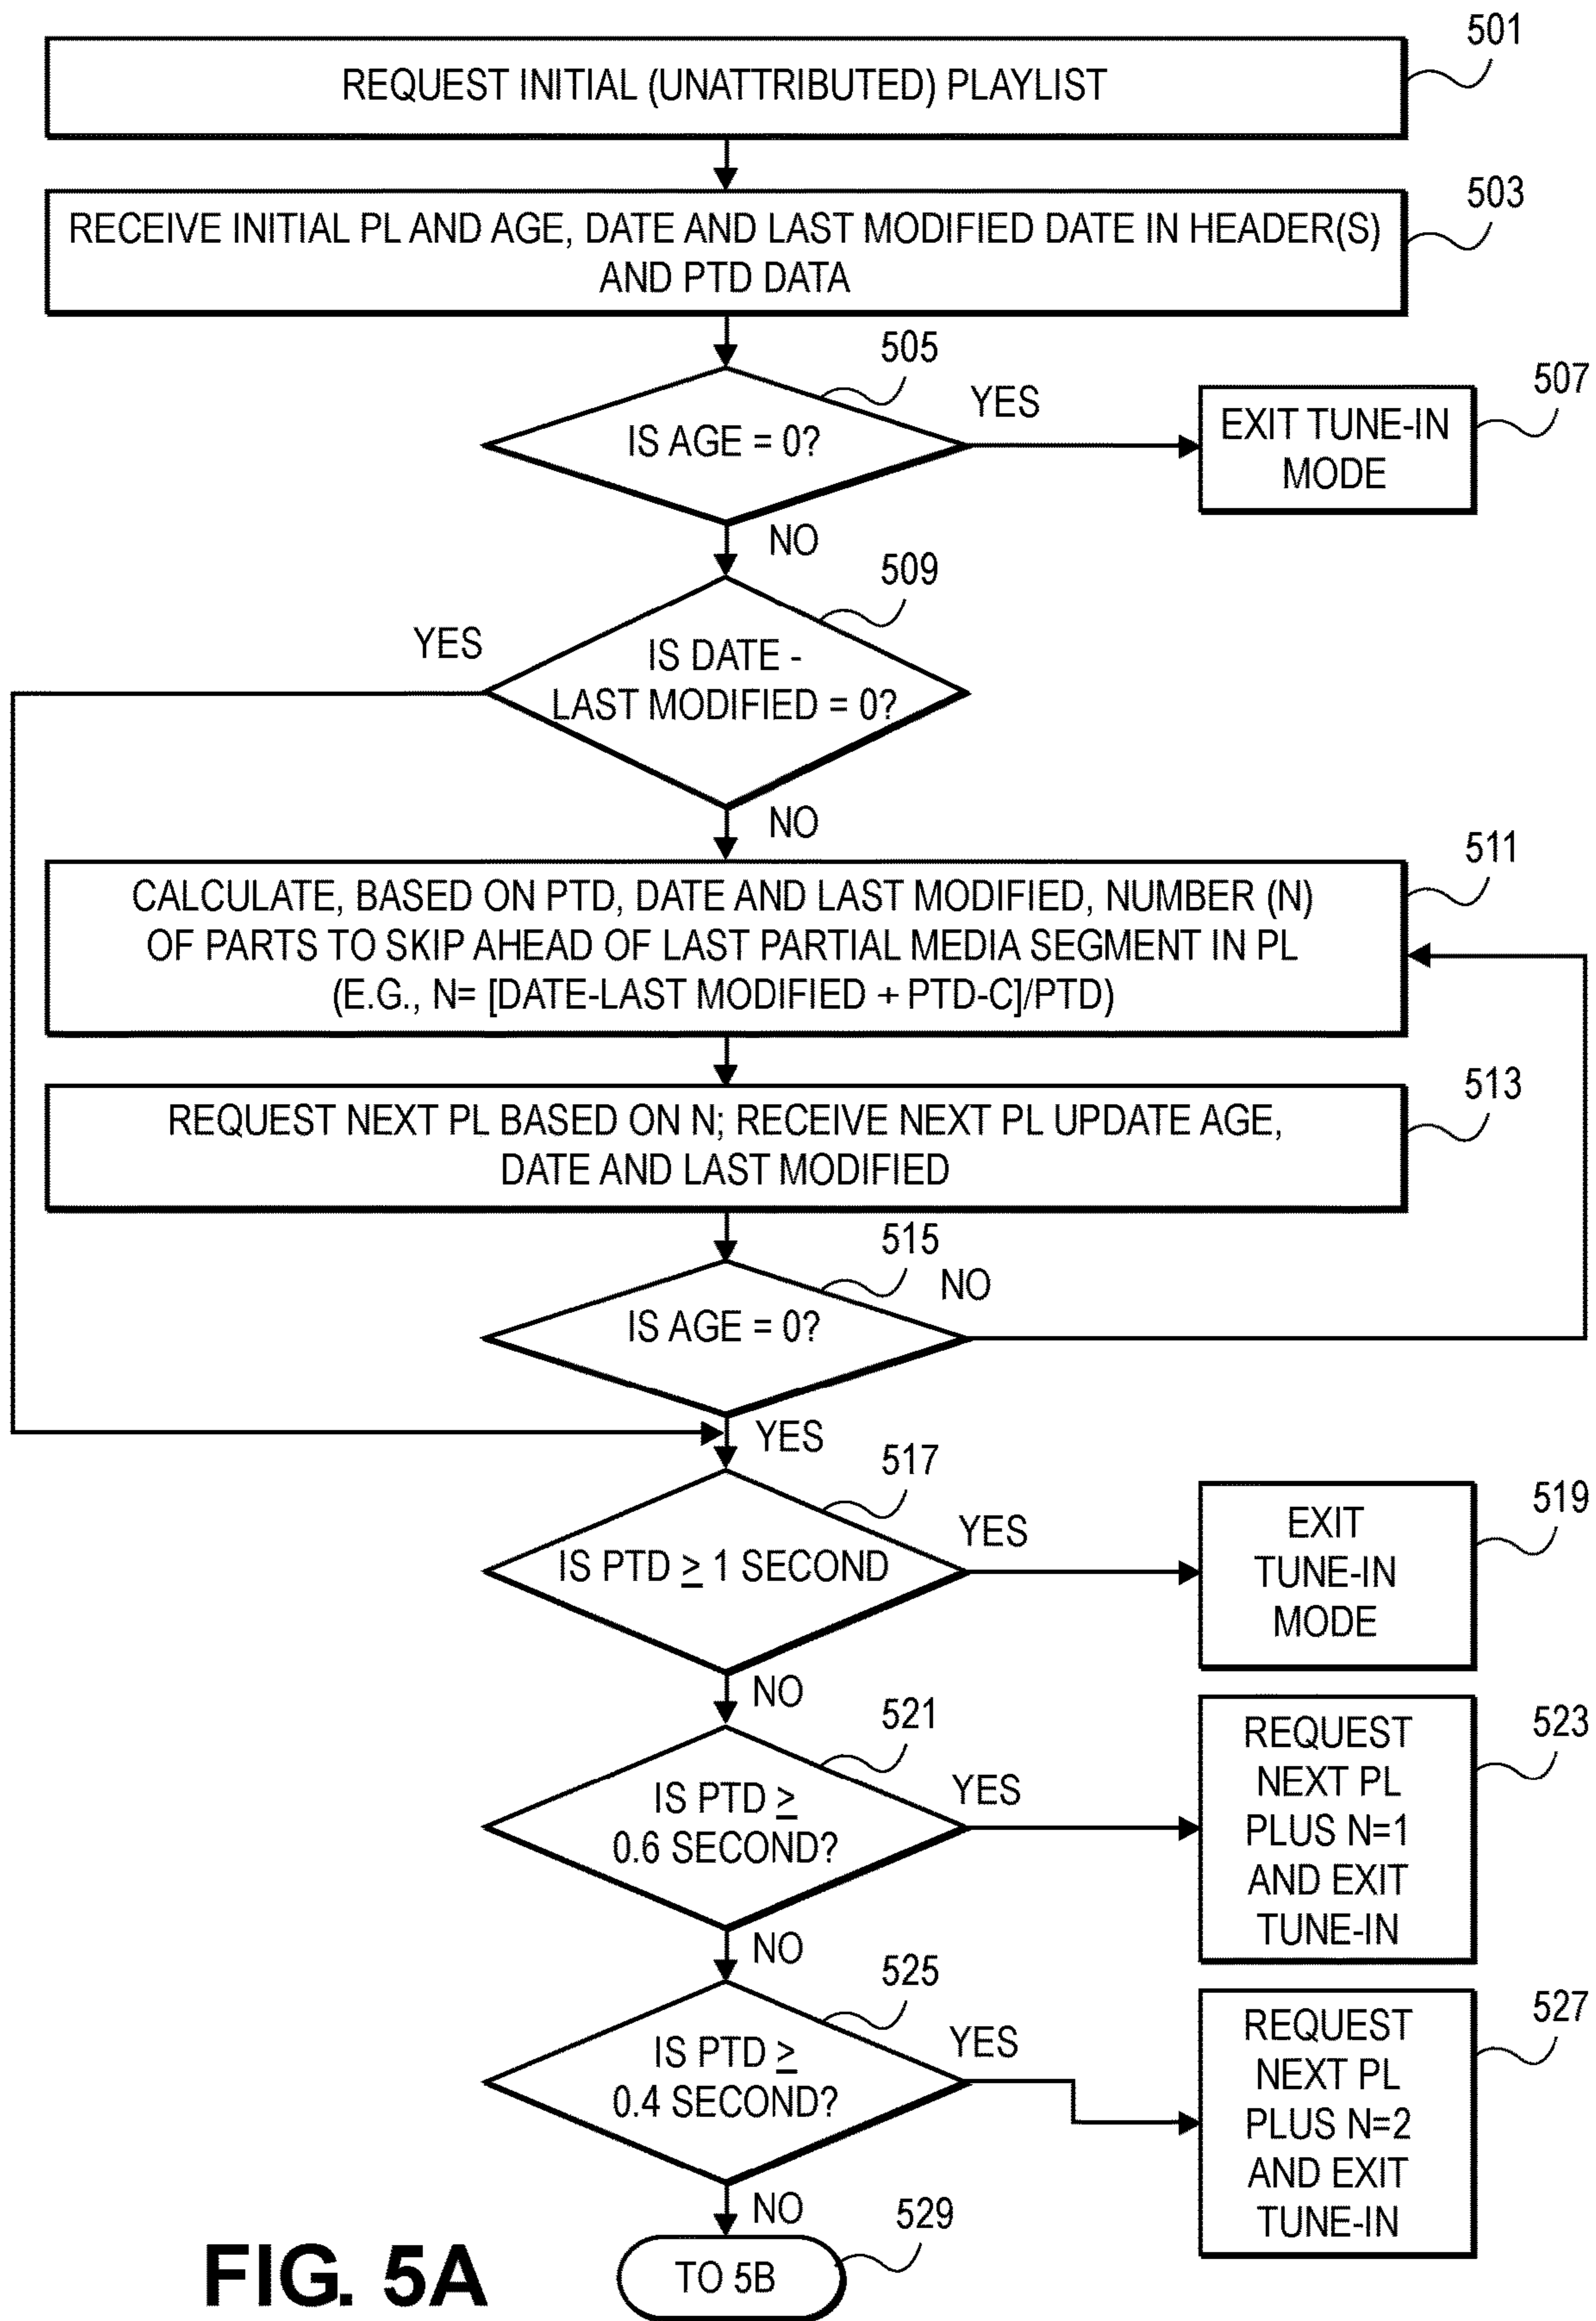 501
REQUEST INITIAL (UNATTRIBUTED) PLAYLIST
503
RECEIVE INITIAL PL AND AGE, DATE AND LAST MODIFIED DATE IN HEADER(S)
AND PTD DATA
505
IS AGE = 0?
YES
507
EXIT TUNE-IN
MODE
NO
509
YES
IS DATE -
LAST MODIFIED = 0?
NO
511
CALCULATE, BASED ON PTD, DATE AND LAST MODIFIED, NUMBER (N)
OF PARTS TO SKIP AHEAD OF LAST PARTIAL MEDIA SEGMENT IN PL
(E.G., N= [DATE-LAST MODIFIED + PTD-C]/PTD)
513
REQUEST NEXT PL BASED ON N; RECEIVE NEXT PL UPDATE AGE,
DATE AND LAST MODIFIED
515
NO
IS AGE = 0?
YES
517
IS PTD ≥ 1 SECOND
YES
519
EXIT
TUNE-IN
MODE
NO
521
IS PTD ≥
0.6 SECOND?
YES
523
REQUEST
NEXT PL
PLUS N=1
AND EXIT
TUNE-IN
NO
525
IS PTD ≥
0.4 SECOND?
YES
527
REQUEST
NEXT PL
PLUS N=2
AND EXIT
TUNE-IN
NO
529
TO 5B
FIG. 5A